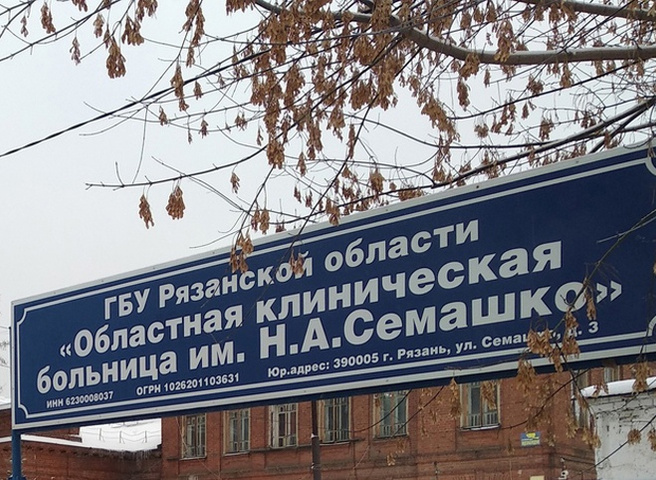 ГБУ Рязанской области
«Областная клиническая
больница им. Н.А.Семашко»
ИНН 6230008037 ОГРН 1026201103631 Юр.адрес: 390005 г. Рязань, ул. Семашко, д. 3